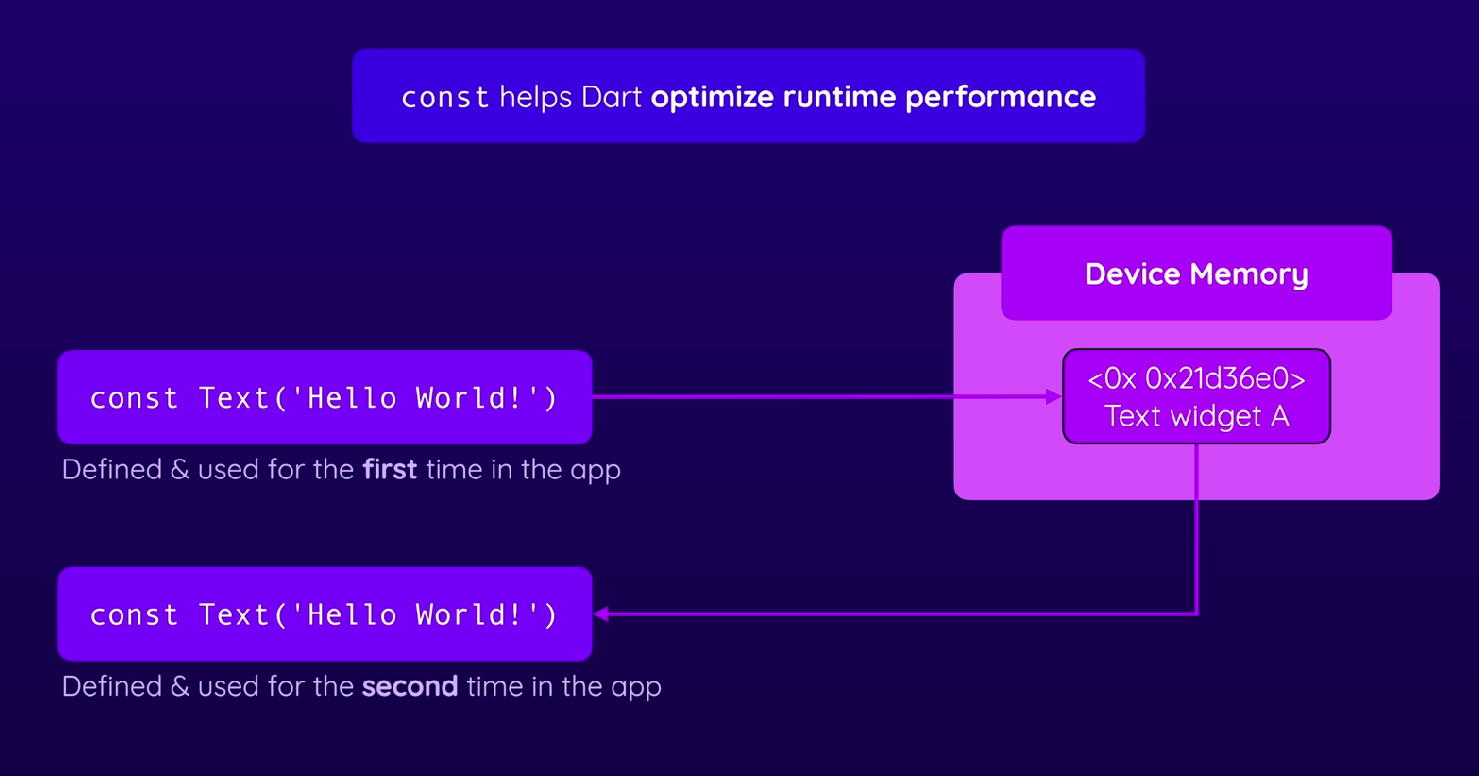 const helps Dart optimize runtime performance
Device Memory
<0x 0x21d36e0>
Text widget A
const Text('Hello World!')
Defined & used for the first time in the app
const Text('Hello World!')
Defined & used for the second time in the app